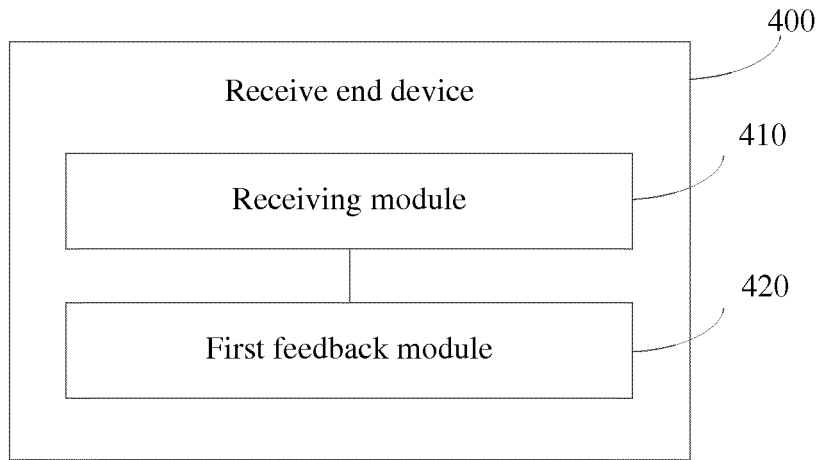 400
Receive end device
410
Receiving module
420
First feedback module